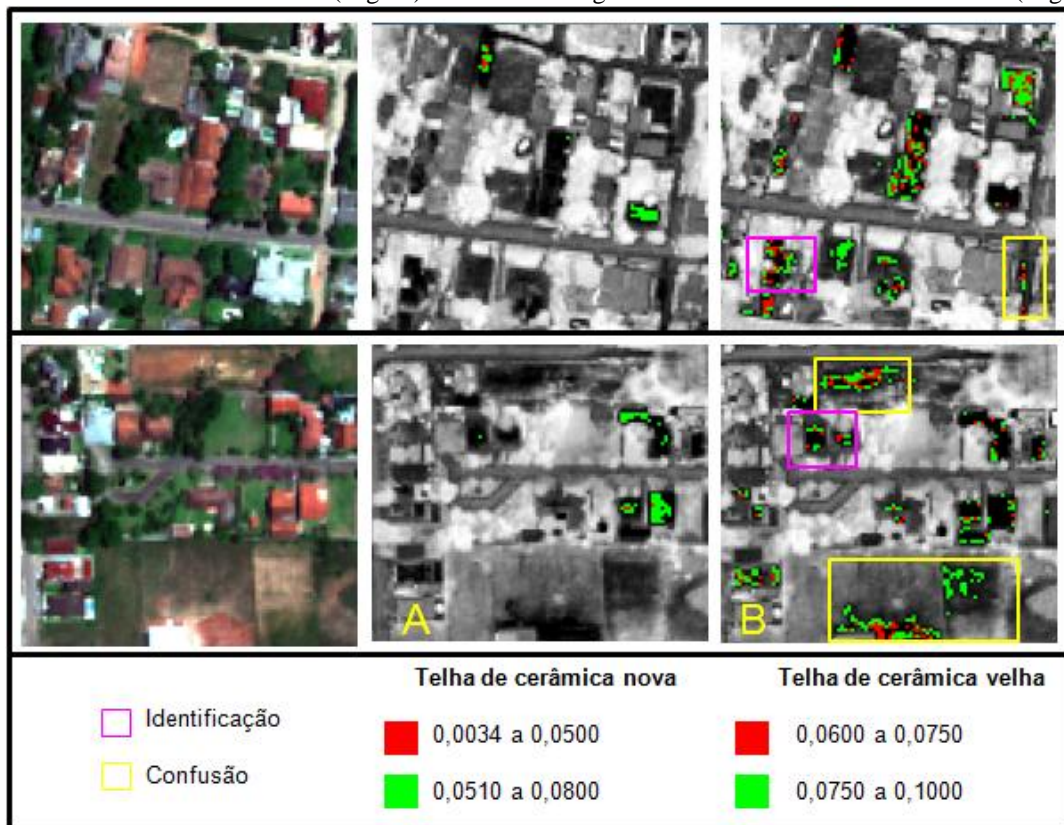 A
B
Telha de cerâmica nova
Telha de cerâmica velha
Identificação
0,0034 a 0,0500
0,0600 a 0,0750
Confusão
0,0510 a 0,0800
0,0750 a 0,1000